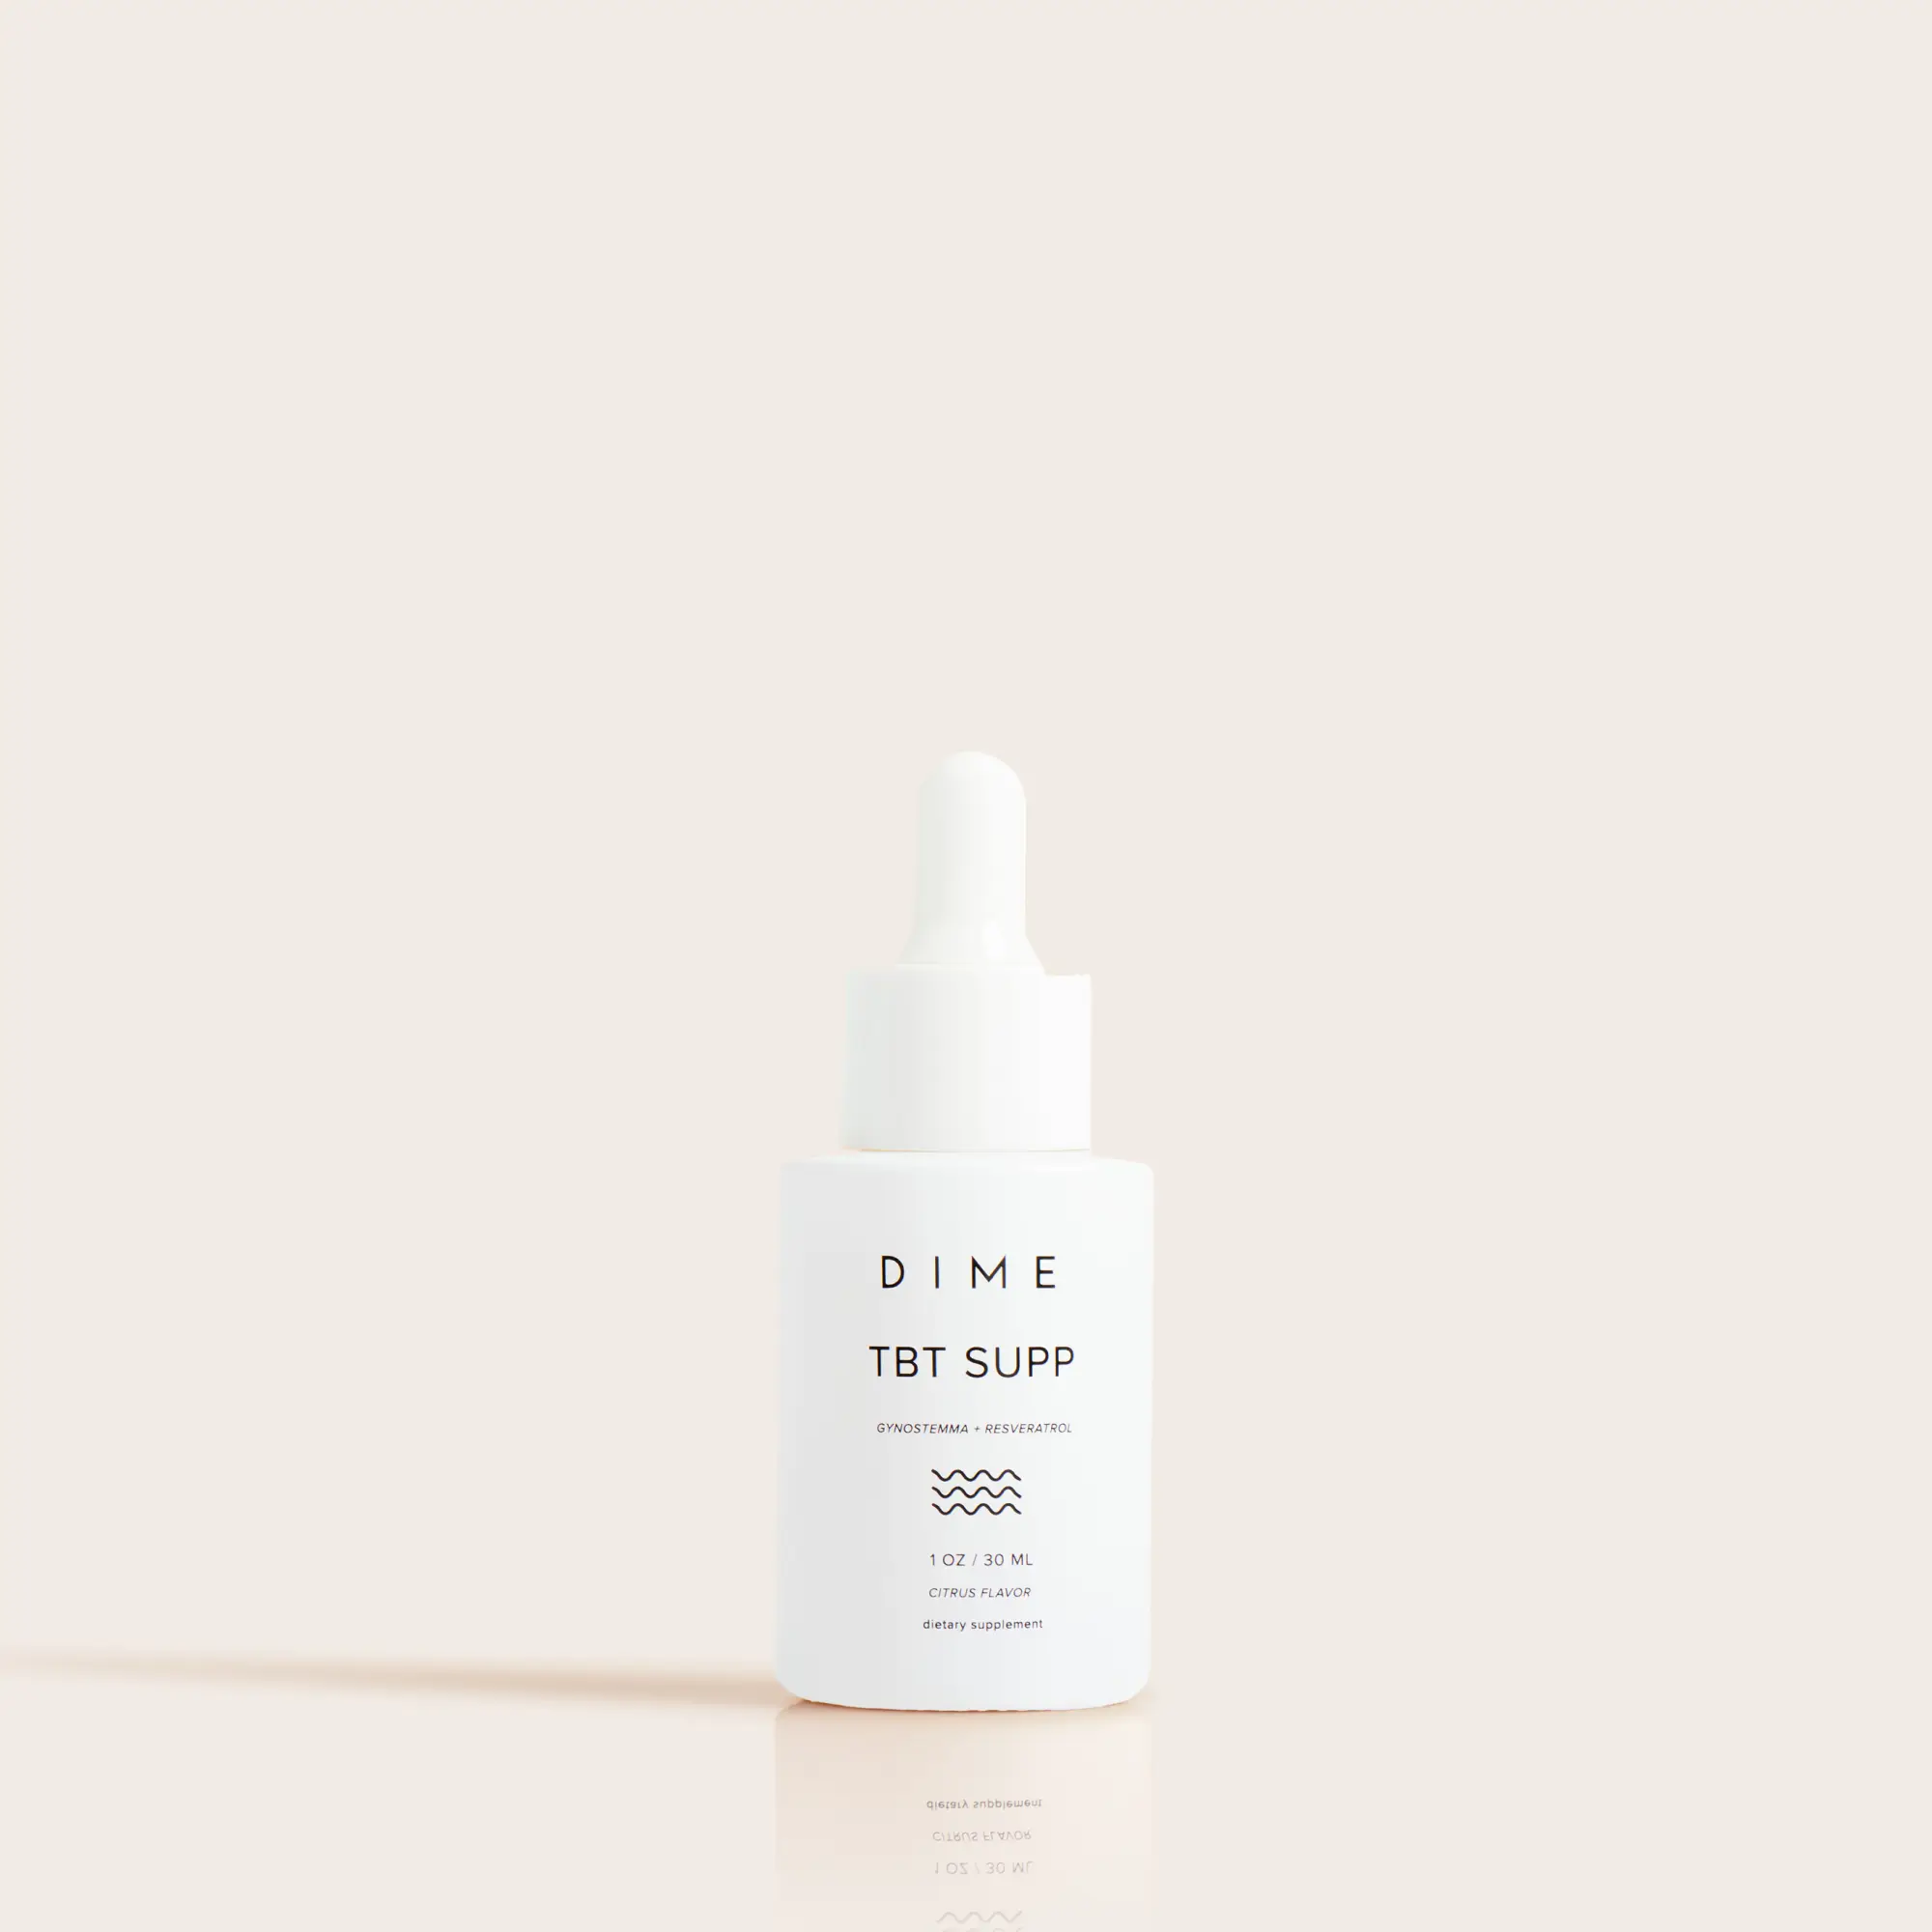 DIME
TBT SUPP
GYNOSTEMMA + RESVERATROL
1 OZ / 30 ML
CITRUS FLAVOR
dietary supplement